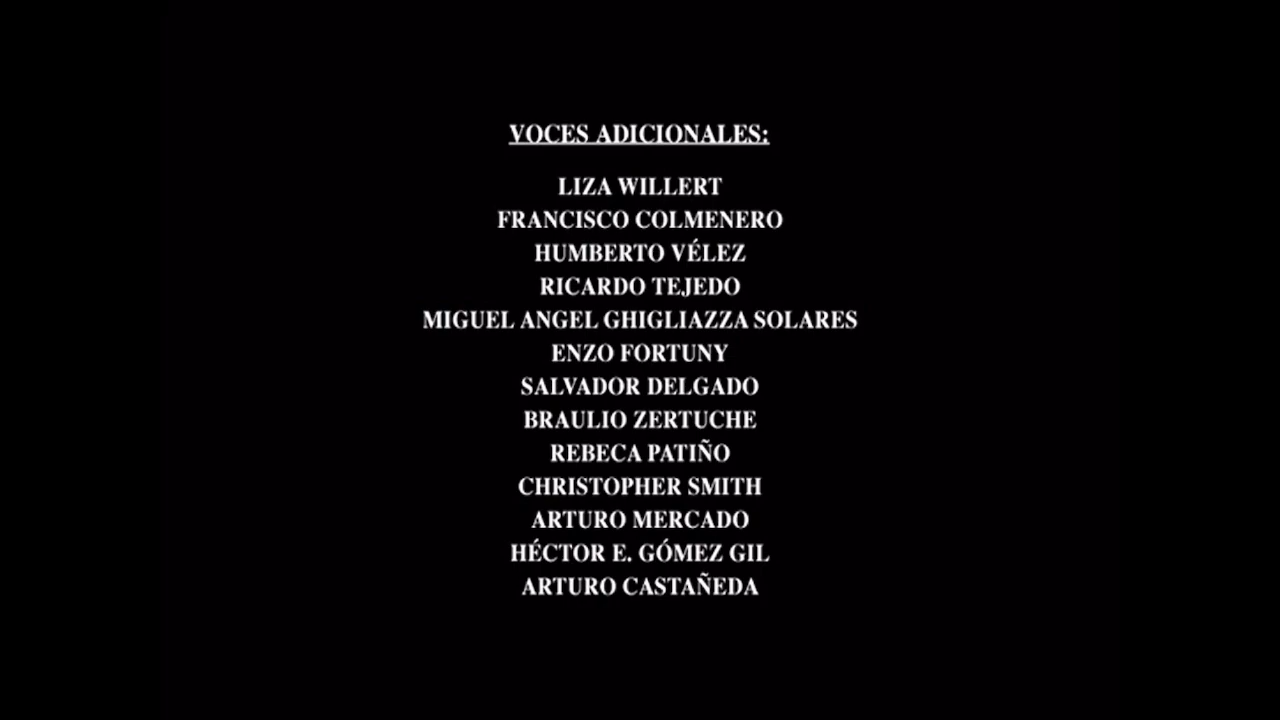 VOCES ADICIONALES:
LIZA WILLERT
FRANCISCO COLMENERO
HUMBERTO VÉLEZ
RICARDO TEJEDO
MIGUEL ANGEL GHIGLIAZZA SOLARES
ENZO FORTUNY
SALVADOR DELGADO
BRAULIO ZERTUCHE
REBECA PATIÑO
CHRISTOPHER SMITH
ARTURO MERCADO
HÉCTOR E. GÓMEZ GIL
ARTURO CASTAÑEDA